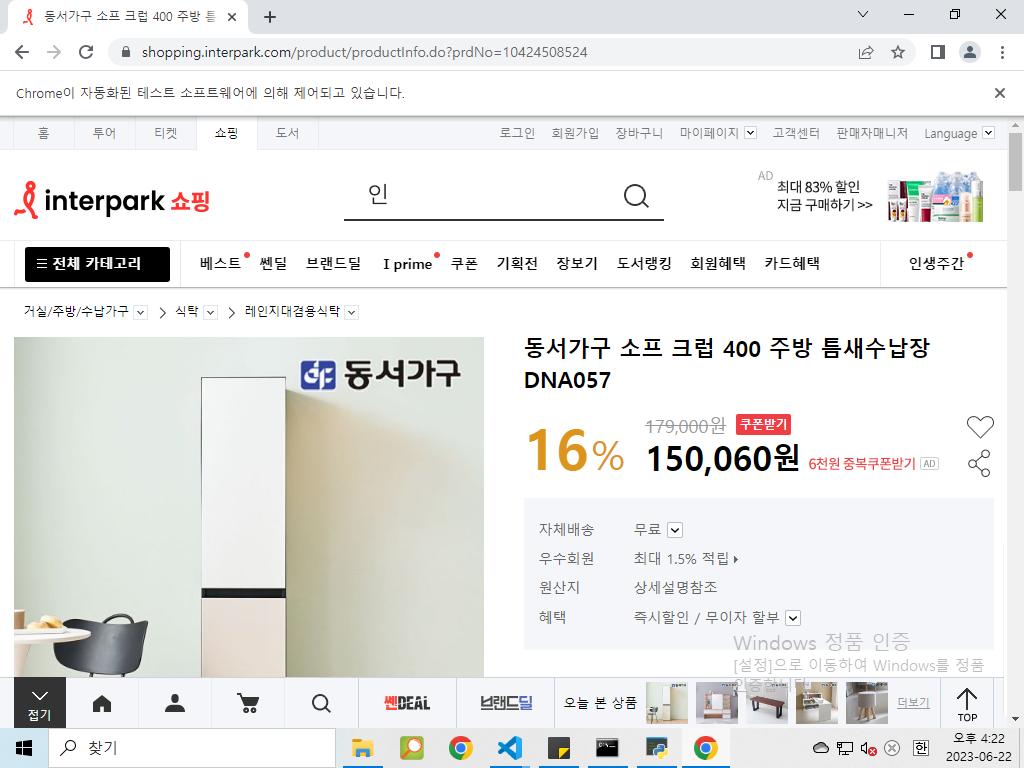 동서가구 소프 크럽 400 주방 틈
shopping.interpark.com/product/productInfo.do?prdNo=10424508524
Chrome이 자동화된 테스트 소프트웨어에 의해 제어되고 있습니다.
홈 투어 티켓 쇼핑 도서 로그인 회원가입 장바구니 마이페이지 고객센터 판매자매니저 Language
interpark 쇼핑
인
AD
최대 83% 할인
지금 구매하기 >>
전체 카테고리 베스트 쎈딜 브랜드딜 I prime 쿠폰 기획전 장보기 도서랭킹 회원혜택 카드혜택 인생주간
거실/주방/수납가구 식탁 레인지대겸용식탁
동서가구
동서가구 소프 크럽 400 주방 틈새수납장
DNA057
16% 179,000원 쿠폰받기
150,060원 6천원 중복쿠폰받기 AD
자체배송 무료
우수회원 최대 1.5% 적립
원산지 상세설명참조
혜택 즉시할인 / 무이자 할부
Windows 정품 인증
[설정]으로 이동하여 Windows를 정품
인증합니다.
접기 쎈DEAL 브랜드딜 오늘 본 상품 더보기 TOP
찾기
한
오후 4:22
2023-06-22